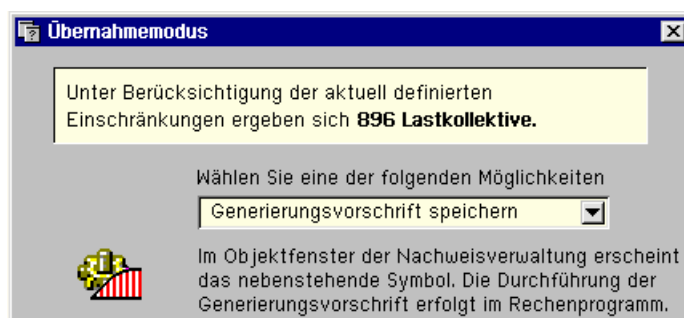 Übernahmemodus
Unter Berücksichtigung der aktuell definierten
Einschränkungen ergeben sich 896 Lastkollektive.
Wählen Sie eine der folgenden Möglichkeiten
Generierungsvorschrift speichern
Im Objektfenster der Nachweisverwaltung erscheint
das nebenstehende Symbol. Die Durchführung der
Generierungsvorschrift erfolgt im Rechenprogramm.